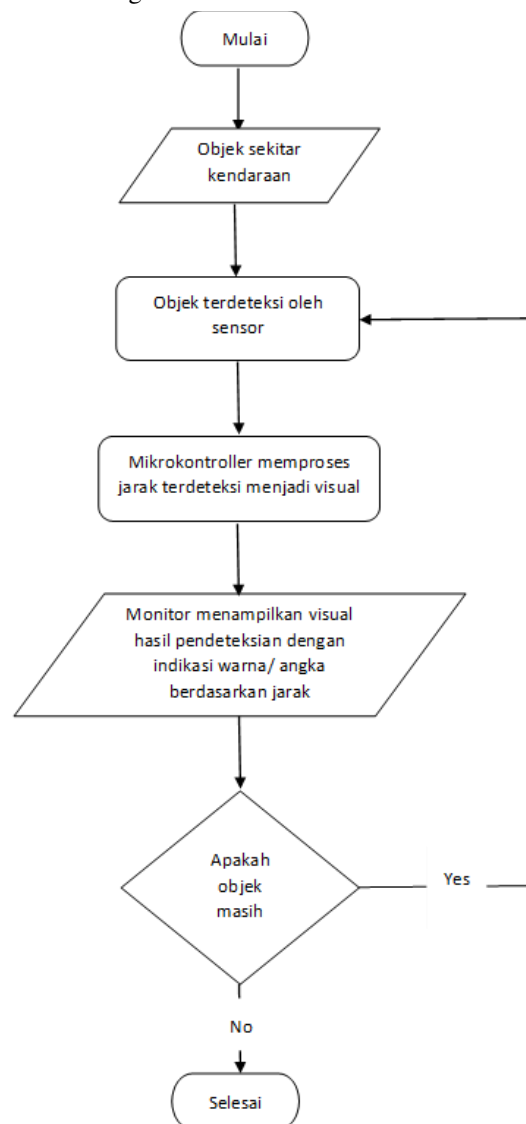 Mulai
Objek sekitar
kendaraan
Objek terdeteksi oleh
sensor
Mikrokontroller memproses
jarak terdeteksi menjadi visual
Monitor menampilkan visual
hasil pendeteksian dengan
indikasi warna/ angka
berdasarkan jarak
Apakah
objek
masih
Yes
No
Selesai